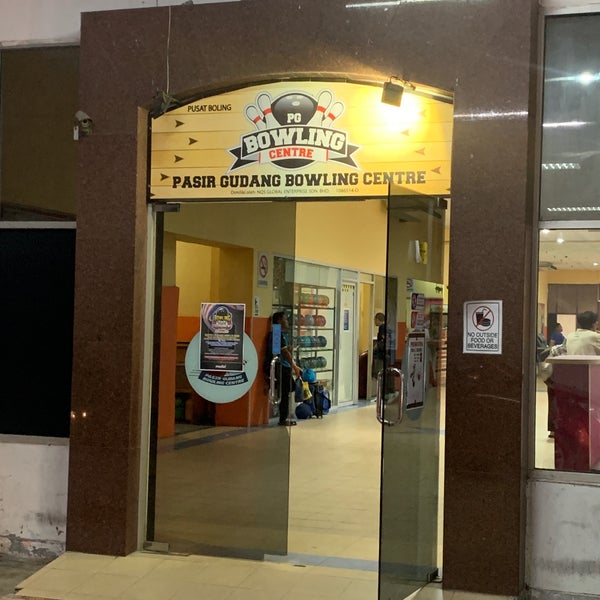 PUSAT BOLING
PG
BOWLING
CENTRE
PASIR GUDANG BOWLING CENTRE
NO OUTSIDE
FOOD OR
BEVERAGES
PASIR GUDANG
BOWLING CENTRE